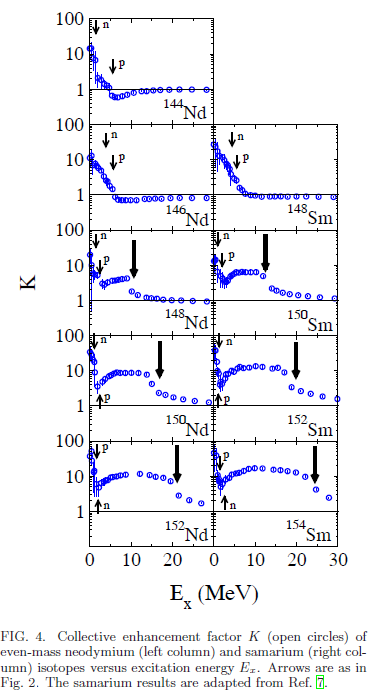 100
n
10
p
1
144Nd
100
100
n
n
10
p
p
1
146Nd
148Sm
100
n
n
10
p
p
K
1
148Nd
150Sm
100
n
n
10
p
p
1
150Nd
152Sm
100
p
p
10
n
n
1
152Nd
154Sm
0 10 20 0 10 20 30
Ex (MeV)
FIG. 4. Collective enhancement factor K (open circles) of
even-mass neodymium (left column) and samarium (right col-
umn) isotopes versus excitation energy Ex. Arrows are as in
Fig. 2. The samarium results are adapted from Ref. 7.